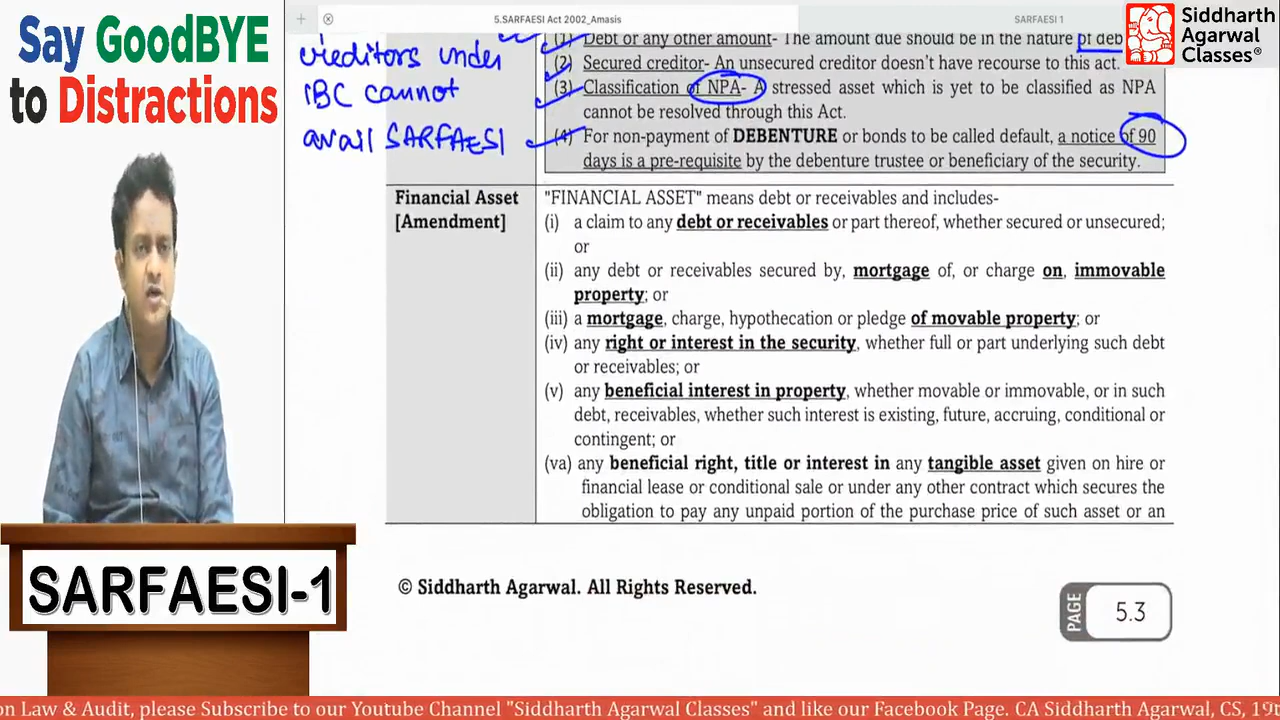 Say GoodBYE
to Distractions
SARFAESI-1
5.SARFAESI Act 2002_Amasis
SARFAESI 1
Siddharth
Agarwal
Classes®
creditors under
IBC cannot
avail SARFAESI
(1) Debt or any other amount- The amount due should be in the nature of deb
(2) Secured creditor- An unsecured creditor doesn't have recourse to this act.
(3) Classification of NPA- A stressed asset which is yet to be classified as NPA
cannot be resolved through this Act.
(4) For non-payment of DEBENTURE or bonds to be called default, a notice of 90
days is a pre-requisite by the debenture trustee or beneficiary of the security.
Financial Asset
[Amendment]
"FINANCIAL ASSET" means debt or receivables and includes-
(i) a claim to any debt or receivables or part thereof, whether secured or unsecured;
or
(ii) any debt or receivables secured by, mortgage of, or charge on, immovable
property; or
(iii) a mortgage, charge, hypothecation or pledge of movable property; or
(iv) any right or interest in the security, whether full or part underlying such debt
or receivables; or
(v) any beneficial interest in property, whether movable or immovable, or in such
debt, receivables, whether such interest is existing, future, accruing, conditional or
contingent; or
(va) any beneficial right, title or interest in any tangible asset given on hire or
financial lease or conditional sale or under any other contract which secures the
obligation to pay any unpaid portion of the purchase price of such asset or an
© Siddharth Agarwal. All Rights Reserved.
PAGE
5.3
on Law & Audit, please Subscribe to our Youtube Channel "Siddharth Agarwal Classes" and like our Facebook Page. CA Siddharth Agarwal, CS, 19t